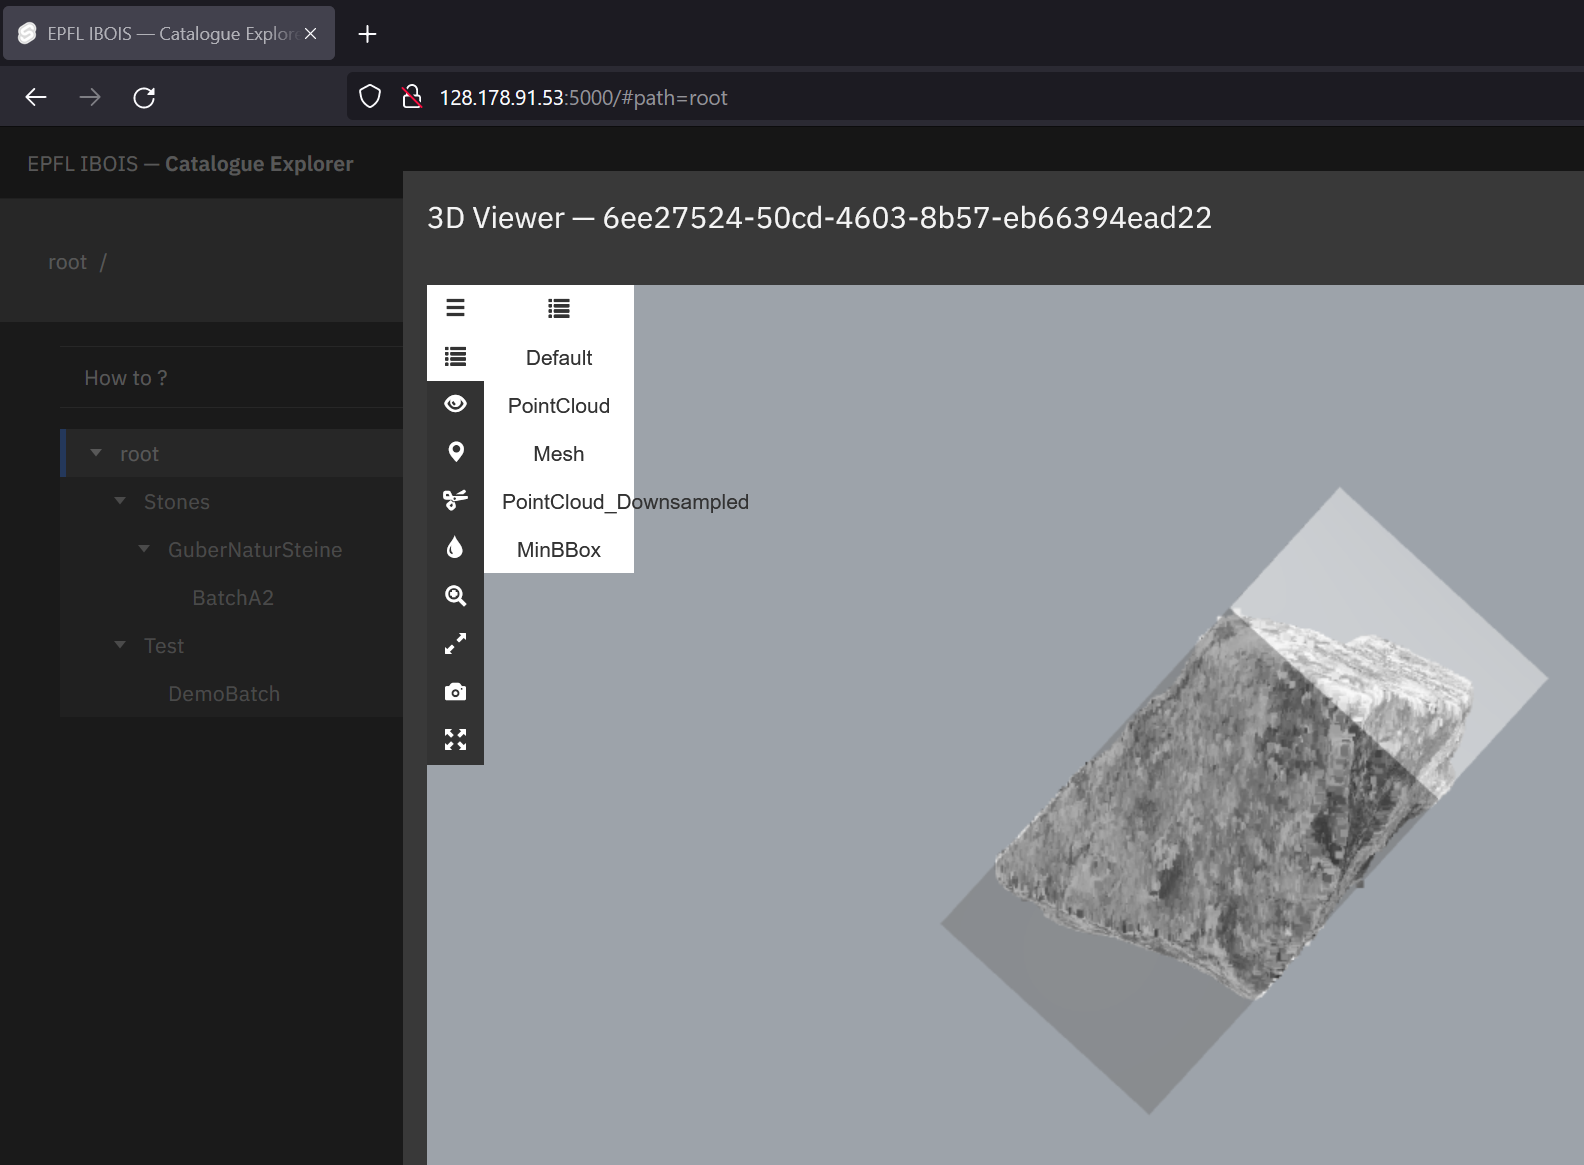 EPFL IBOIS — Catalogue Explore
128.178.91.53:5000/#path=root
EPFL IBOIS — Catalogue Explorer
3D Viewer — 6ee27524-50cd-4603-8b57-eb66394ead22
root /
How to ?
root
Stones
GuberNaturSteine
BatchA2
Test
DemoBatch
Default
PointCloud
Mesh
PointCloud_Downsampled
MinBBox